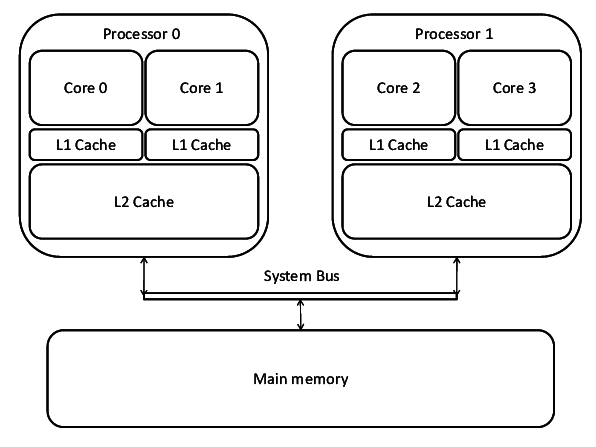 Processor 0
Core 0
Core 1
L1 Cache
L1 Cache
L2 Cache
Processor 1
Core 2
Core 3
L1 Cache
L1 Cache
L2 Cache
System Bus
Main memory